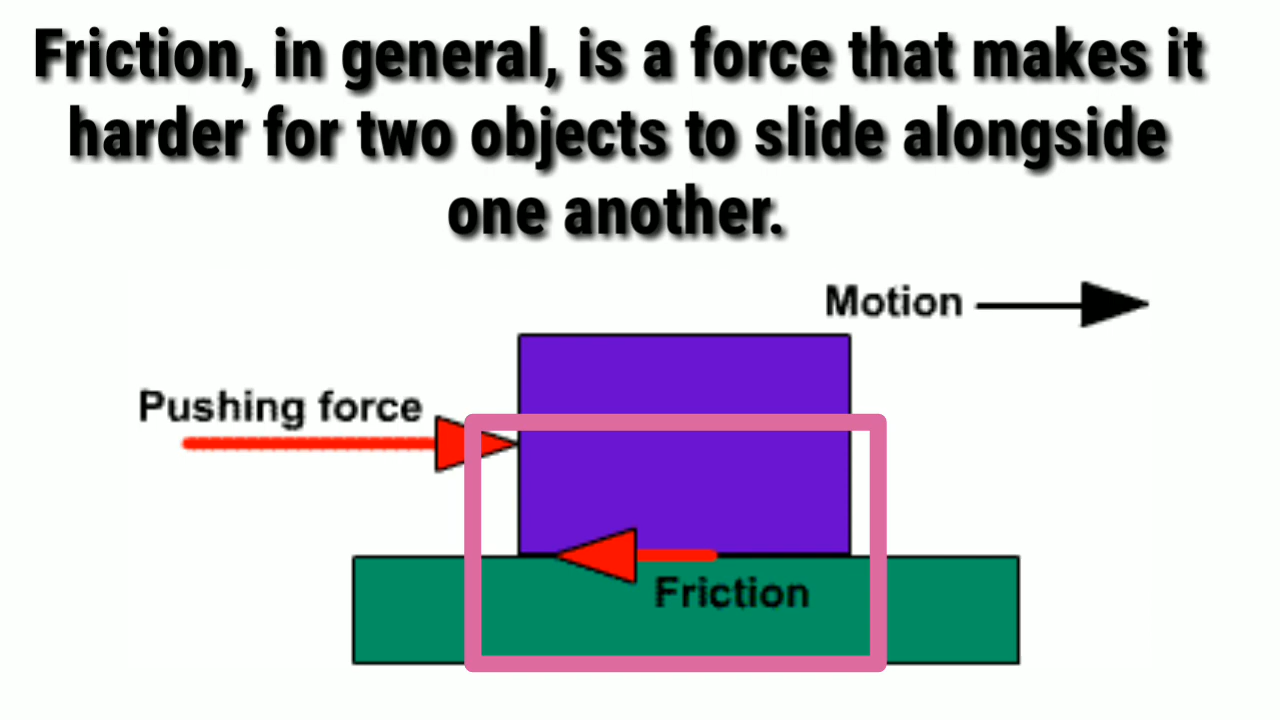 Friction, in general, is a force that makes it
harder for two objects to slide alongside
one another.
Motion
Pushing force
Friction